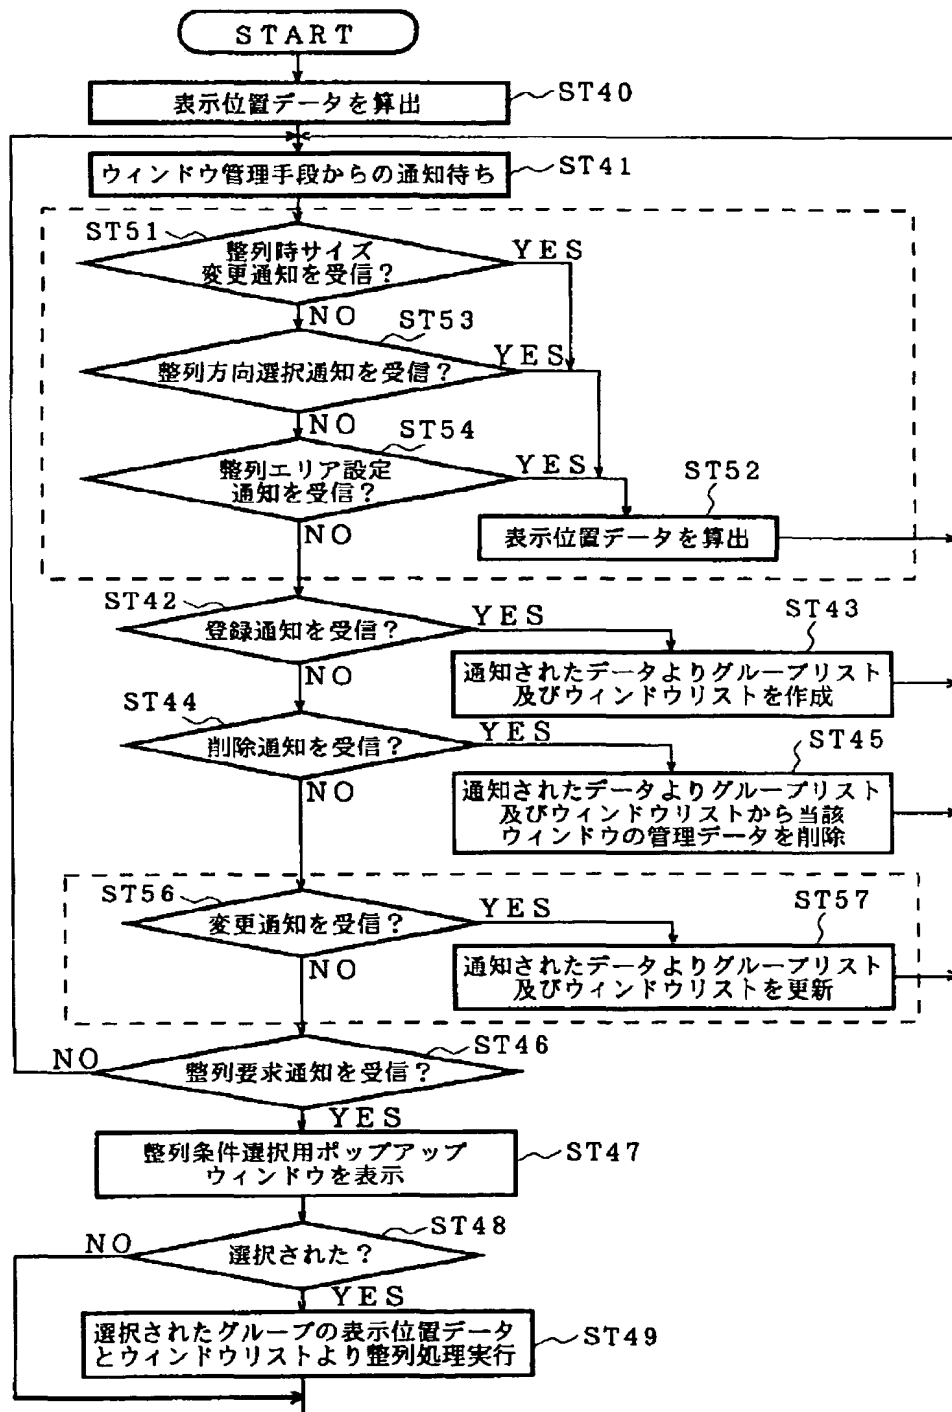 START
表示位置データを算出
ST40
ウィンドウ管理手段からの通知待ち
ST41
ST51
整列時サイズ
変更通知を受信？
YES
NO
ST53
整列方向選択通知を受信？
YES
NO
ST54
整列エリア設定
通知を受信？
YES
ST52
表示位置データを算出
NO
ST42
登録通知を受信？
YES
ST43
通知されたデータよりグループリスト
及びウィンドウリストを作成
NO
ST44
削除通知を受信？
YES
ST45
通知されたデータよりグループリスト
及びウィンドウリストから当該
ウィンドウの管理データを削除
NO
ST56
変更通知を受信？
YES
ST57
通知されたデータよりグループリスト
及びウィンドウリストを更新
NO
ST46
整列要求通知を受信？
NO
YES
整列条件選択用ポップアップ
ウィンドウを表示
ST47
ST48
選択された？
NO
YES
選択されたグループの表示位置データ
とウィンドウリストより整列処理実行
ST49